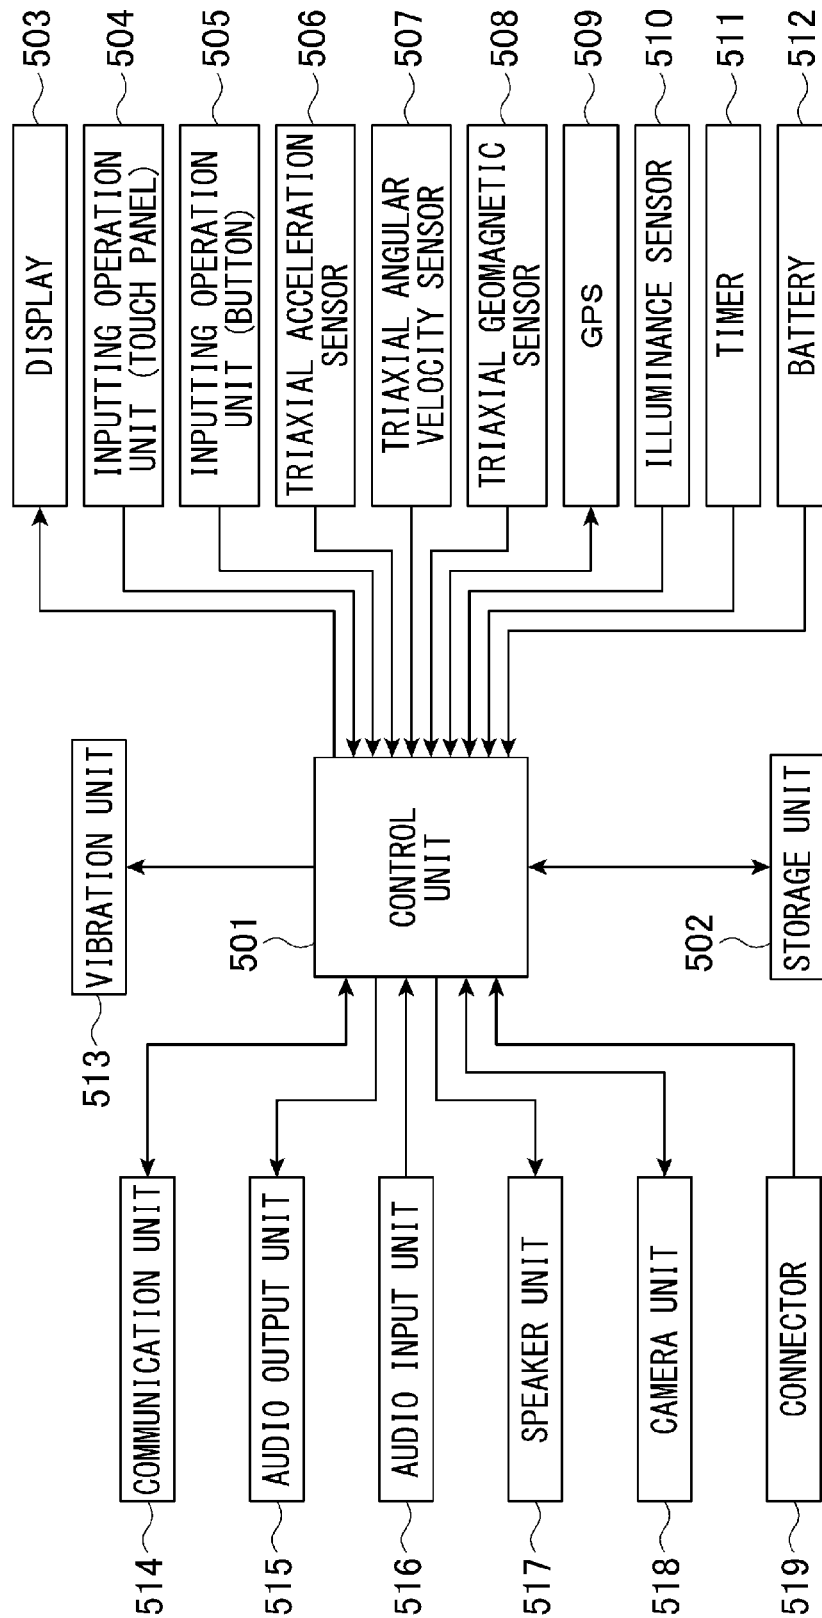 503
DISPLAY
504
INPUTTING OPERATION
UNIT (TOUCH PANEL)
505
INPUTTING OPERATION
UNIT (BUTTON)
506
TRIAXIAL ACCELERATION
SENSOR
507
TRIAXIAL ANGULAR
VELOCITY SENSOR
508
TRIAXIAL GEOMAGNETIC
SENSOR
509
GPS
510
ILLUMINANCE SENSOR
511
TIMER
512
BATTERY
513
VIBRATION UNIT
501
CONTROL
UNIT
502
STORAGE UNIT
514
COMMUNICATION UNIT
515
AUDIO OUTPUT UNIT
516
AUDIO INPUT UNIT
517
SPEAKER UNIT
518
CAMERA UNIT
519
CONNECTOR